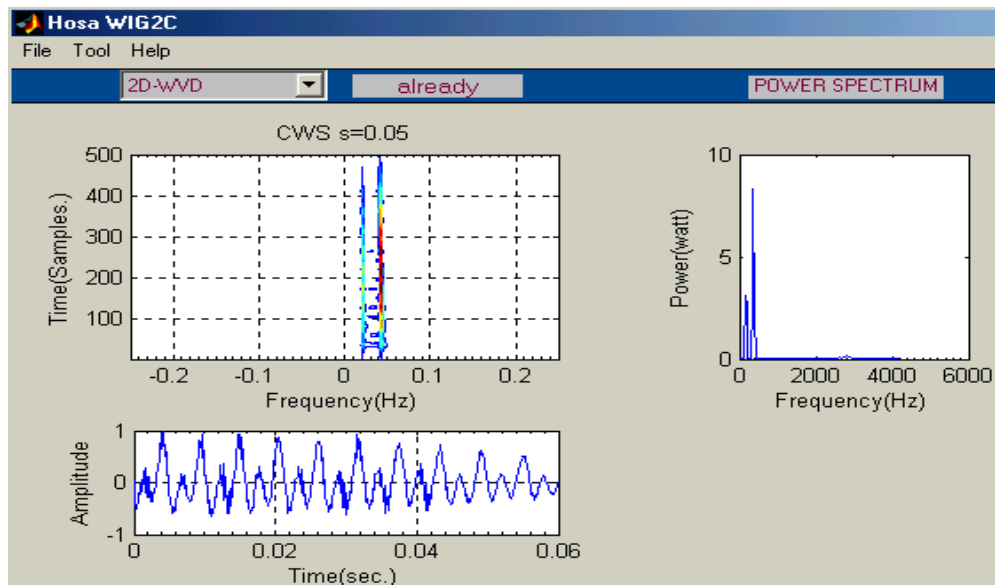 Hosa WIG2C
File Tool Help
2D-WVD already POWER SPECTRUM
CWS s=0.05
500
400
300
200
100
Time(Samples.)
-0.2 -0.1 0 0.1 0.2
Frequency(Hz)
10
5
0
Power(watt)
0 2000 4000 6000
Frequency(Hz)
1
0
-1
Amplitude
0 0.02 0.04 0.06
Time(sec.)